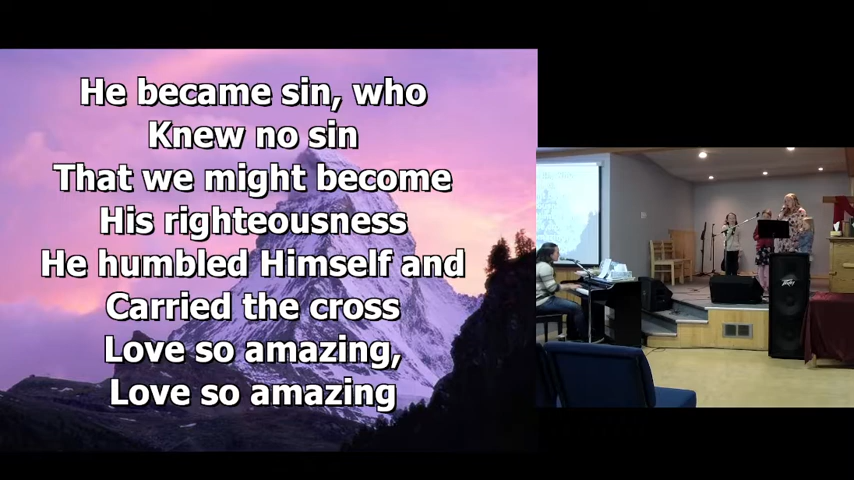 He became sin, who
Knew no sin
That we might become
His righteousness
He humbled Himself and
Carried the cross
Love so amazing,
Love so amazing
PEAVEY